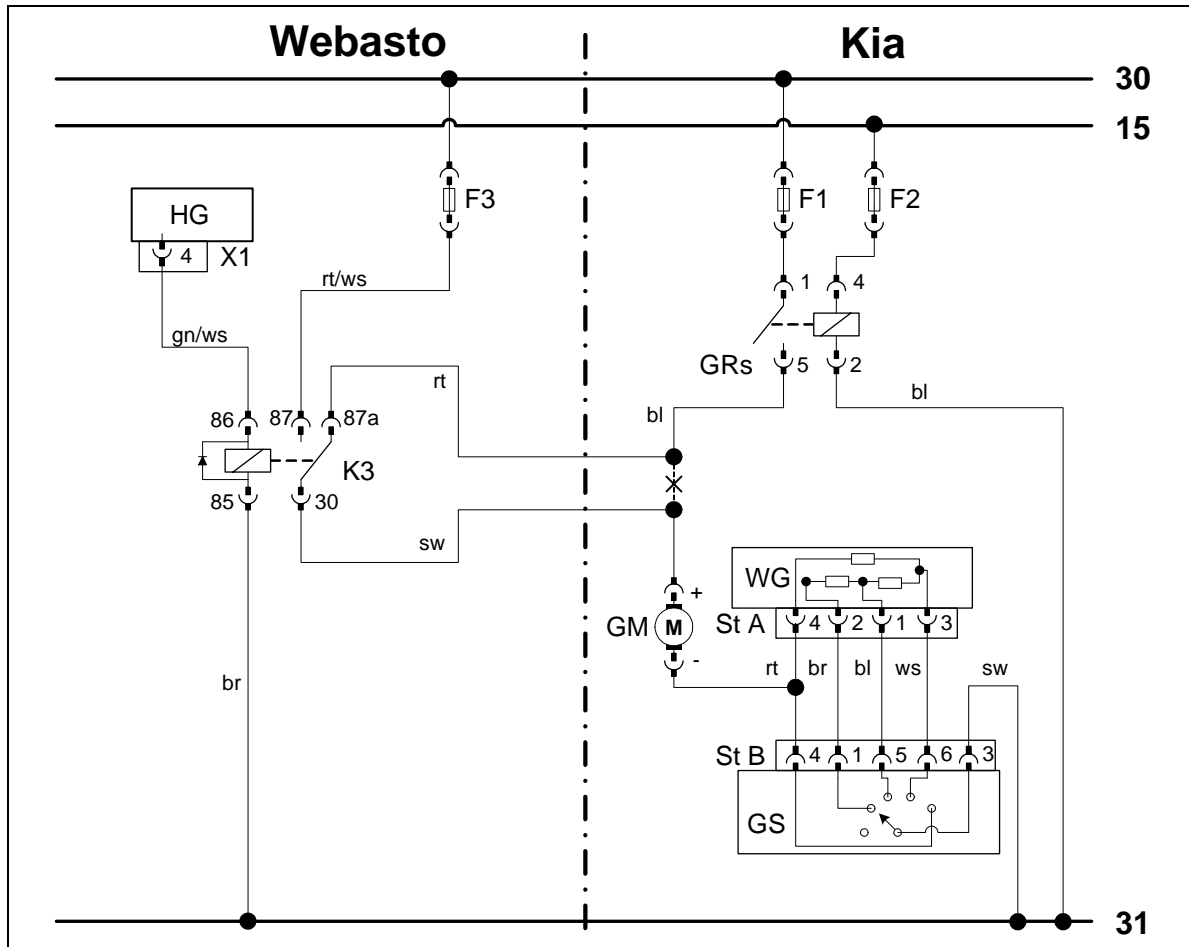 Webasto
Kia
30
15
F3
F1
F2
HG
4
X1
rt/ws
1
4
gn/ws
GRs
5
2
rt
bl
bl
86
87
87a
K3
85
30
sw
WG
+
GM
M
St A
4
2
1
3
-
br
rt
br
bl
ws
sw
St B
4
1
5
6
3
GS
31